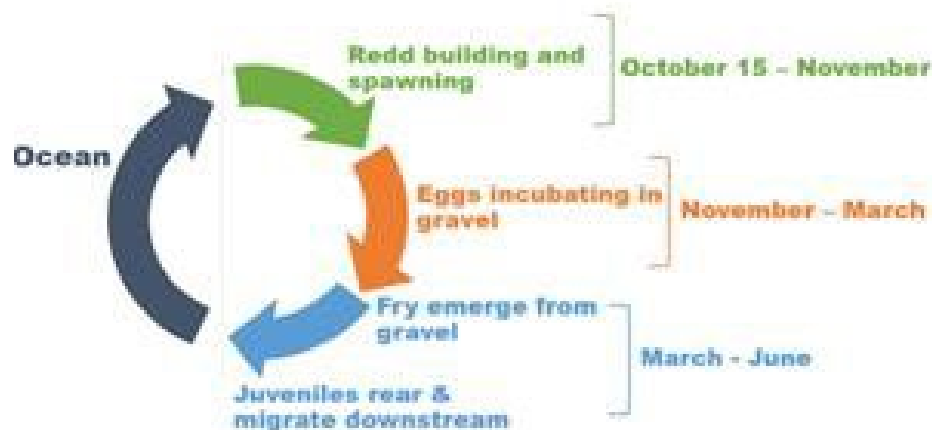 Redd building and
spawning
October 15 – November
Ocean
Eggs incubating in
gravel
November – March
Fry emerge from
gravel
March - June
Juveniles rear &
migrate downstream